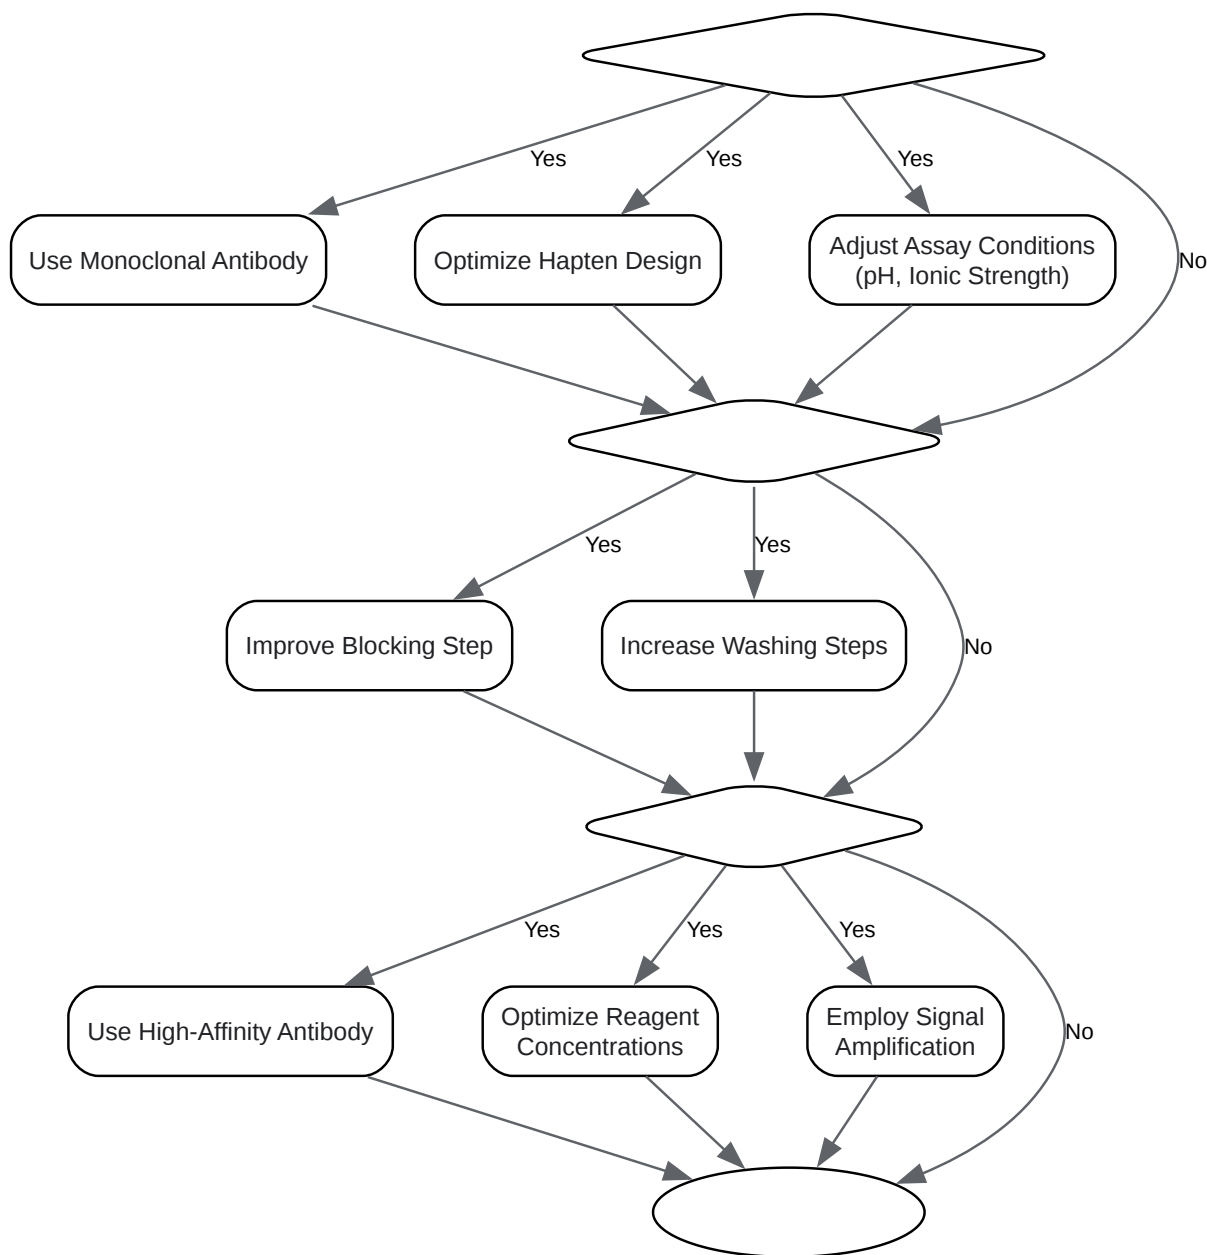 Yes
Yes
Yes
Use Monoclonal Antibody
Optimize Hapten Design
Adjust Assay Conditions
(pH, Ionic Strength)
No
Yes
Yes
Improve Blocking Step
Increase Washing Steps
No
Yes
Yes
Yes
Use High-Affinity Antibody
Optimize Reagent
Concentrations
Employ Signal
Amplification
No